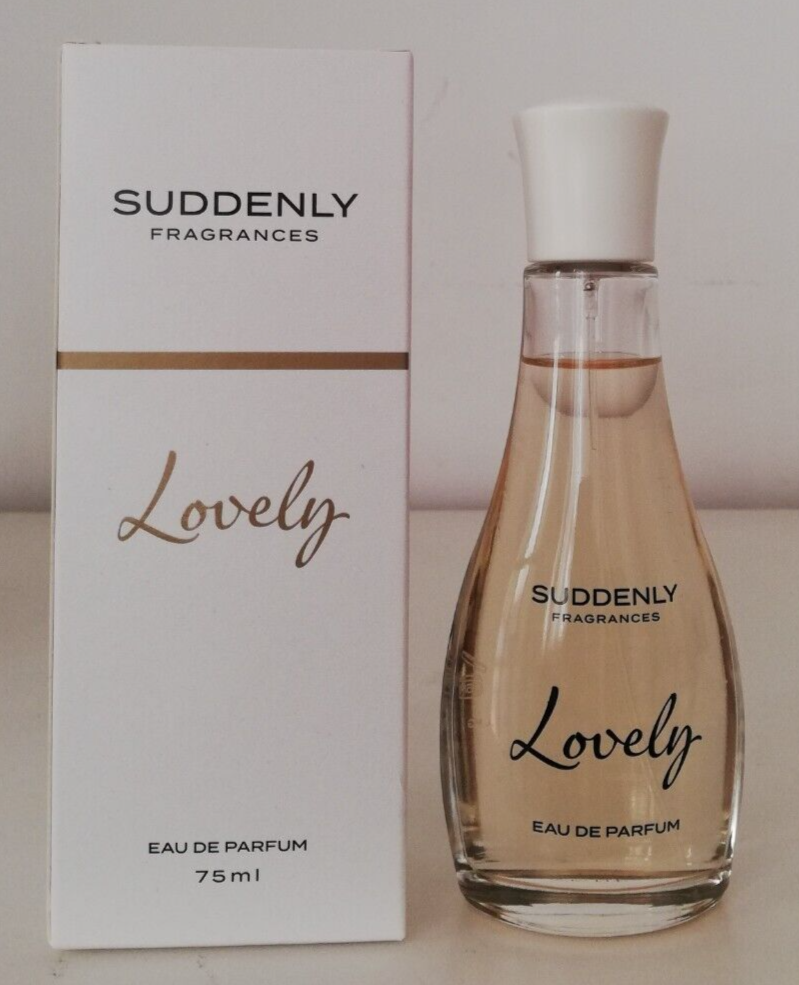 SUDDENLY
FRAGRANCES
Lovely
EAU DE PARFUM
75ml
SUDDENLY
FRAGRANCES
Lovely
EAU DE PARFUM